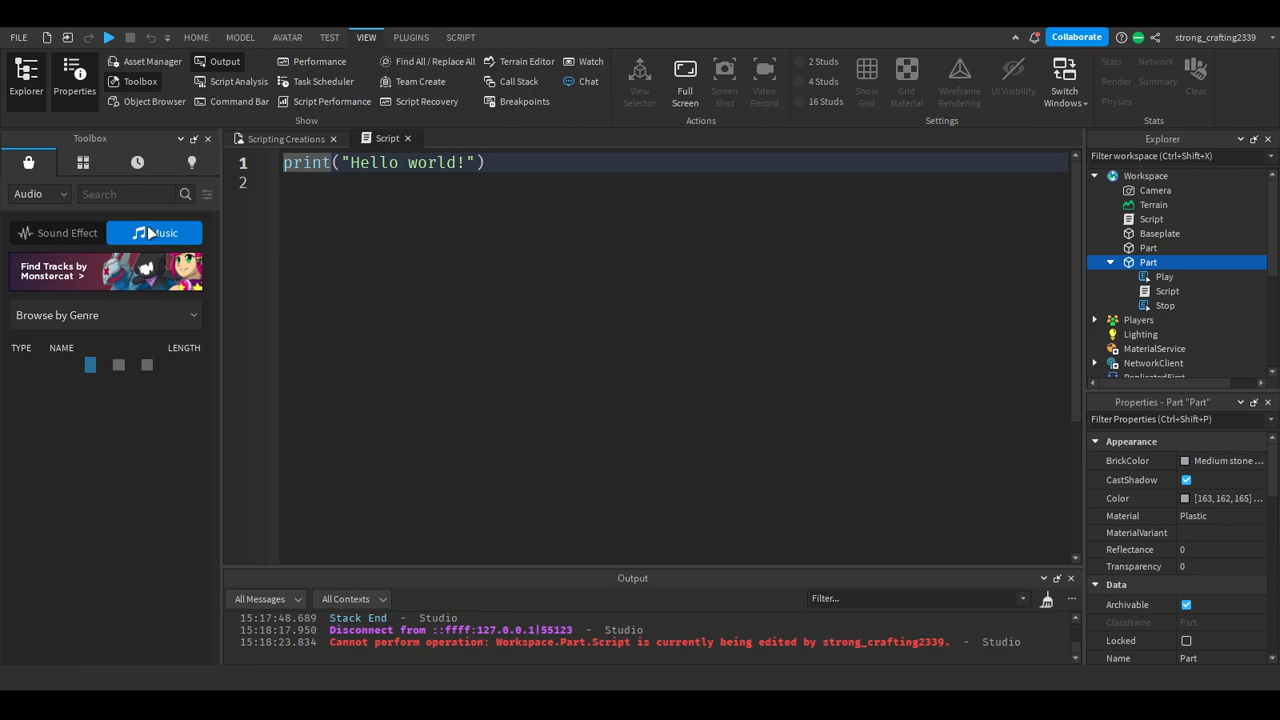 FILE HOME MODEL AVATAR TEST VIEW PLUGINS SCRIPT Collaborate strong_crafting2339
Explorer Properties Asset Manager Output Performance Find All / Replace All Terrain Editor Watch
Toolbox Script Analysis Task Scheduler Team Create Call Stack Chat
Object Browser Command Bar Script Performance Script Recovery Breakpoints
View Selector Full Screen Screen Shot Video Record 2 Studs 4 Studs 16 Studs Show Grid Grid Material Wireframe Rendering UI Visibility Switch Windows Stats Network Render Summary Physics Clear
Show Actions Settings Stats
Toolbox
Audio Search
Sound Effect Music
Find Tracks by
Monstercat >
Browse by Genre
TYPE NAME LENGTH
Scripting Creations Script
1 print("Hello world!")
2
Output
All Messages All Contexts Filter...
15:17:48.689 Stack End - Studio
15:18:17.950 Disconnect from ::ffff:127.0.0.1|55123 - Studio
15:18:23.834 Cannot perform operation: Workspace.Part.Script is currently being edited by strong_crafting2339. - Studio
Explorer
Filter workspace (Ctrl+Shift+X)
Workspace
Camera
Terrain
Script
Baseplate
Part
Part
Play
Script
Stop
Players
Lighting
MaterialService
NetworkClient
Properties - Part "Part"
Filter Properties (Ctrl+Shift+P)
Appearance
BrickColor Medium stone ...
CastShadow
Color [163, 162, 165] ...
Material Plastic
MaterialVariant
Reflectance 0
Transparency 0
Data
Archivable
ClassName Part
Locked
Name Part